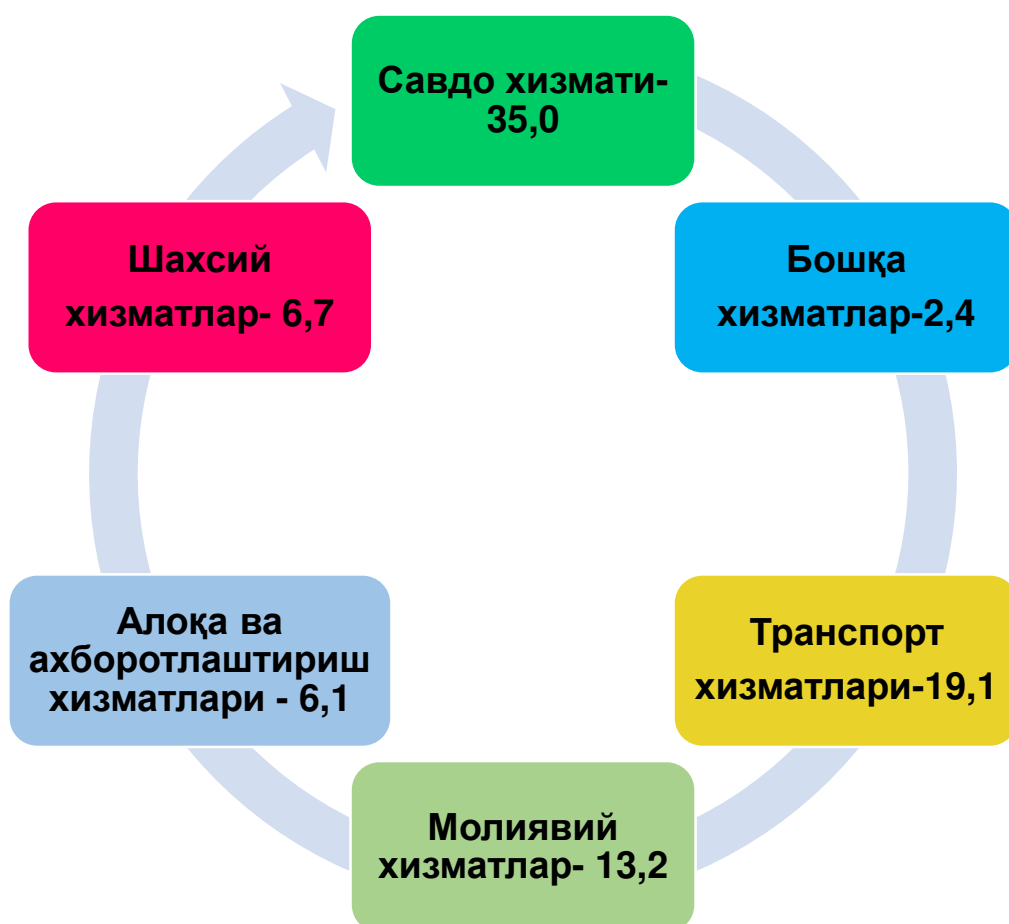 Савдо хизмати-
35,0
Бошқа
хизматлар-2,4
Транспорт
хизматлари-19,1
Молиявий
хизматлар- 13,2
Алоқа ва
ахборотлаштириш
хизматлари - 6,1
Шахсий
хизматлар- 6,7